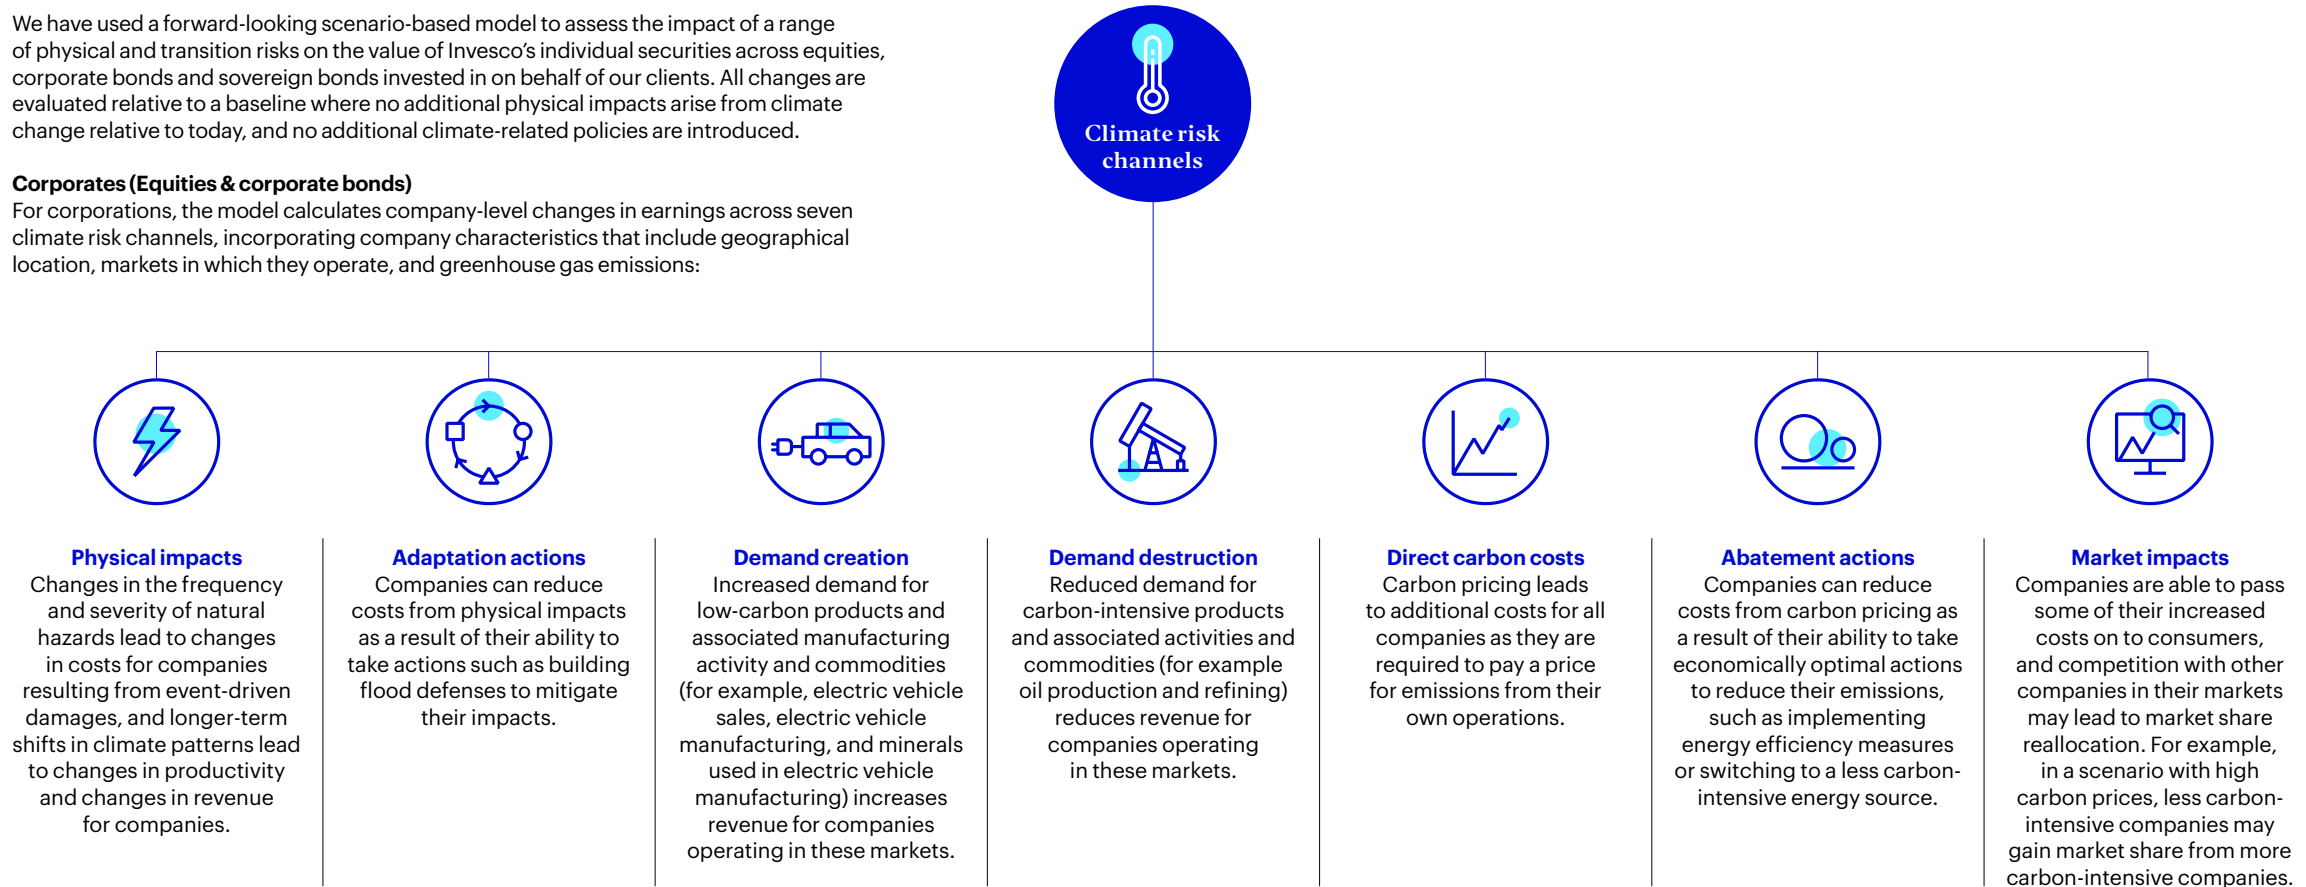 We have used a forward-looking scenario-based model to assess the impact of a range
of physical and transition risks on the value of Invesco’s individual securities across equities,
corporate bonds and sovereign bonds invested in on behalf of our clients. All changes are
evaluated relative to a baseline where no additional physical impacts arise from climate
change relative to today, and no additional climate-related policies are introduced.
Corporates (Equities & corporate bonds)
For corporations, the model calculates company-level changes in earnings across seven
climate risk channels, incorporating company characteristics that include geographical
location, markets in which they operate, and greenhouse gas emissions:
Climate risk
channels
Physical impacts
Changes in the frequency
and severity of natural
hazards lead to changes
in costs for companies
resulting from event-driven
damages, and longer-term
shifts in climate patterns lead
to changes in productivity
and changes in revenue
for companies.
Adaptation actions
Companies can reduce
costs from physical impacts
as a result of their ability to
take actions such as building
flood defenses to mitigate
their impacts.
Demand creation
Increased demand for
low-carbon products and
associated manufacturing
activity and commodities
(for example, electric vehicle
sales, electric vehicle
manufacturing, and minerals
used in electric vehicle
manufacturing) increases
revenue for companies
operating in these markets.
Demand destruction
Reduced demand for
carbon-intensive products
and associated activities and
commodities (for example
oil production and refining)
reduces revenue for
companies operating
in these markets.
Direct carbon costs
Carbon pricing leads
to additional costs for all
companies as they are
required to pay a price
for emissions from their
own operations.
Abatement actions
Companies can reduce
costs from carbon pricing as
a result of their ability to take
economically optimal actions
to reduce their emissions,
such as implementing
energy efficiency measures
or switching to a less carbon-
intensive energy source.
Market impacts
Companies are able to pass
some of their increased
costs on to consumers,
and competition with other
companies in their markets
may lead to market share
reallocation. For example,
in a scenario with high
carbon prices, less carbon-
intensive companies may
gain market share from more
carbon-intensive companies.